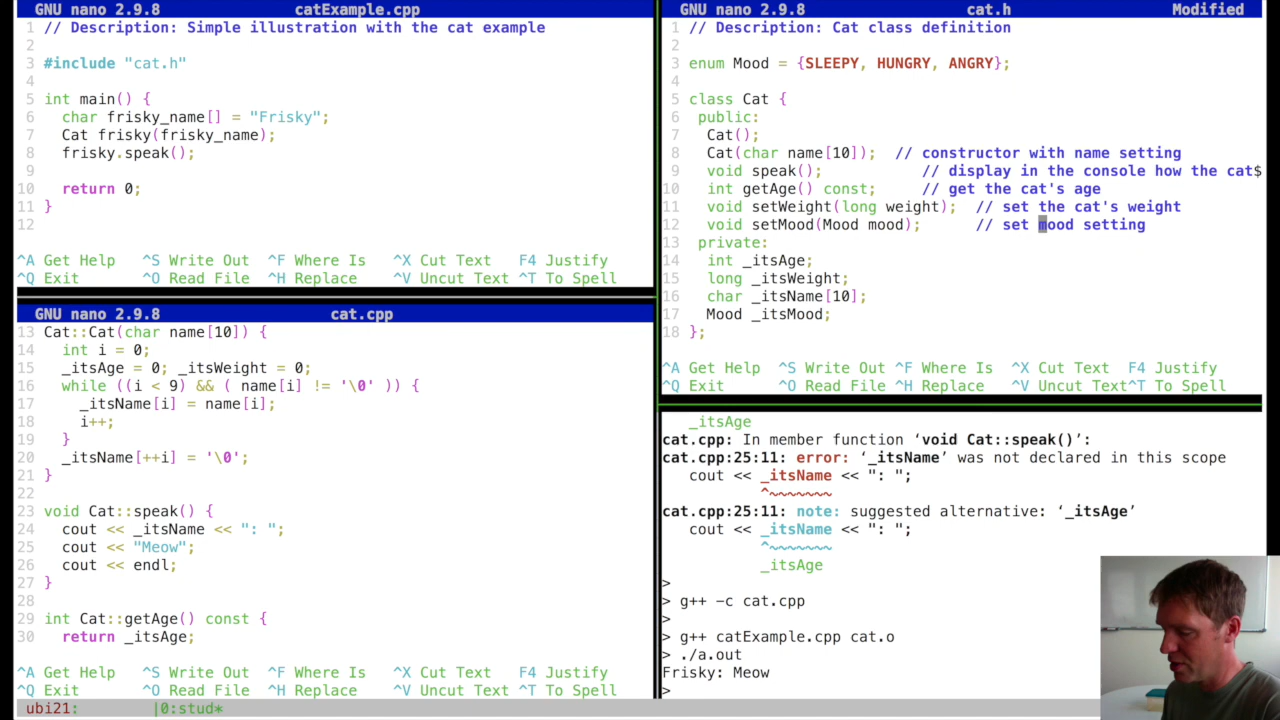 GNU nano 2.9.8 catExample.cpp
1 // Description: Simple illustration with the cat example
2
3 #include "cat.h"
4
5 int main() {
6 char frisky_name[] = "Frisky";
7 Cat frisky(frisky_name);
8 frisky.speak();
9
10 return 0;
11 }
12
^A Get Help ^S Write Out ^F Where Is ^X Cut Text F4 Justify
^Q Exit ^O Read File ^H Replace ^V Uncut Text ^T To Spell
GNU nano 2.9.8 cat.cpp
13 Cat::Cat(char name[10]) {
14 int i = 0;
15 _itsAge = 0; _itsWeight = 0;
16 while ((i < 9) && ( name[i] != '\0' )) {
17 _itsName[i] = name[i];
18 i++;
19 }
20 _itsName[++i] = '\0';
21 }
22
23 void Cat::speak() {
24 cout << _itsName << ": ";
25 cout << "Meow";
26 cout << endl;
27 }
28
29 int Cat::getAge() const {
30 return _itsAge;
^A Get Help ^S Write Out ^F Where Is ^X Cut Text F4 Justify
^Q Exit ^O Read File ^H Replace ^V Uncut Text ^T To Spell
GNU nano 2.9.8 cat.h Modified
1 // Description: Cat class definition
2
3 enum Mood = {SLEEPY, HUNGRY, ANGRY};
4
5 class Cat {
6 public:
7 Cat();
8 Cat(char name[10]); // constructor with name setting
9 void speak(); // display in the console how the cat$
10 int getAge() const; // get the cat's age
11 void setWeight(long weight); // set the cat's weight
12 void setMood(Mood mood); // set mood setting
13 private:
14 int _itsAge;
15 long _itsWeight;
16 char _itsName[10];
17 Mood _itsMood;
18 };
^A Get Help ^S Write Out ^F Where Is ^X Cut Text F4 Justify
^Q Exit ^O Read File ^H Replace ^V Uncut Text^T To Spell
_itsAge
cat.cpp: In member function ‘void Cat::speak()’:
cat.cpp:25:11: error: ‘_itsName’ was not declared in this scope
cout << _itsName << ": ";
^~~~~~~~
cat.cpp:25:11: note: suggested alternative: ‘_itsAge’
cout << _itsName << ": ";
^~~~~~~~
_itsAge
>
> g++ -c cat.cpp
>
> g++ catExample.cpp cat.o
> ./a.out
Frisky: Meow
>
ubi21: |0:stud*